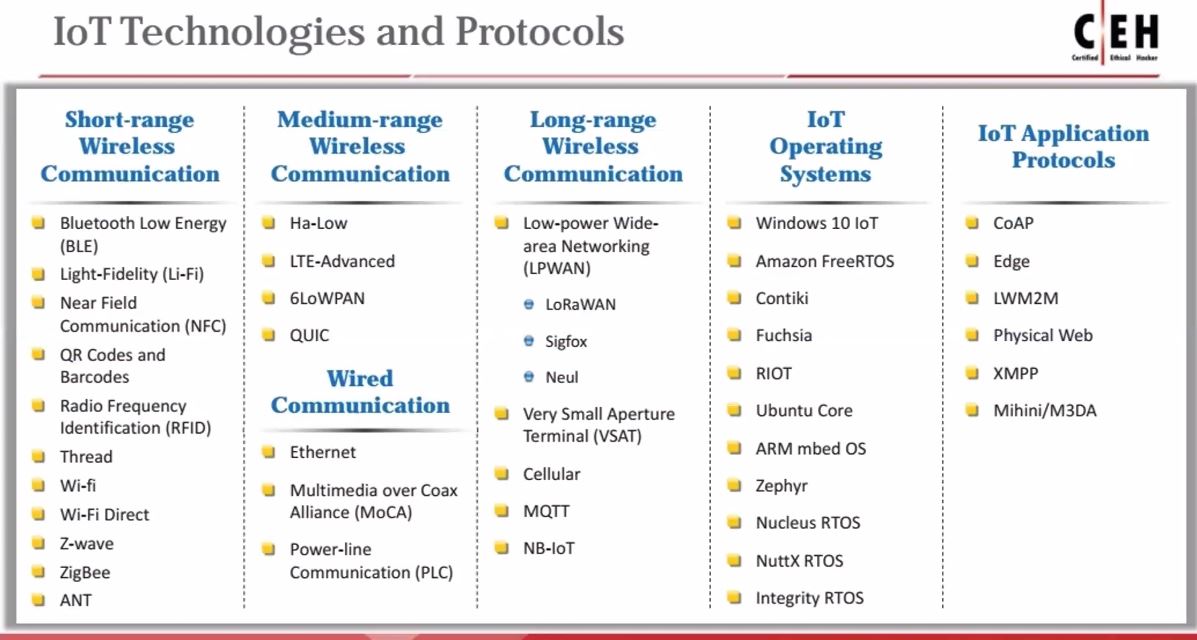 IoT Technologies and Protocols
C|EH
Certified Ethical Hacker
Short-range
Wireless
Communication
Bluetooth Low Energy
(BLE)
Light-Fidelity (Li-Fi)
Near Field
Communication (NFC)
QR Codes and
Barcodes
Radio Frequency
Identification (RFID)
Thread
Wi-fi
Wi-Fi Direct
Z-wave
ZigBee
ANT
Medium-range
Wireless
Communication
Ha-Low
LTE-Advanced
6LoWPAN
QUIC
Wired
Communication
Ethernet
Multimedia over Coax
Alliance (MoCA)
Power-line
Communication (PLC)
Long-range
Wireless
Communication
Low-power Wide-
area Networking
(LPWAN)
LoRaWAN
Sigfox
Neul
Very Small Aperture
Terminal (VSAT)
Cellular
MQTT
NB-IoT
IoT
Operating
Systems
Windows 10 IoT
Amazon FreeRTOS
Contiki
Fuchsia
RIOT
Ubuntu Core
ARM mbed OS
Zephyr
Nucleus RTOS
NuttX RTOS
Integrity RTOS
IoT Application
Protocols
CoAP
Edge
LWM2M
Physical Web
XMPP
Mihini/M3DA